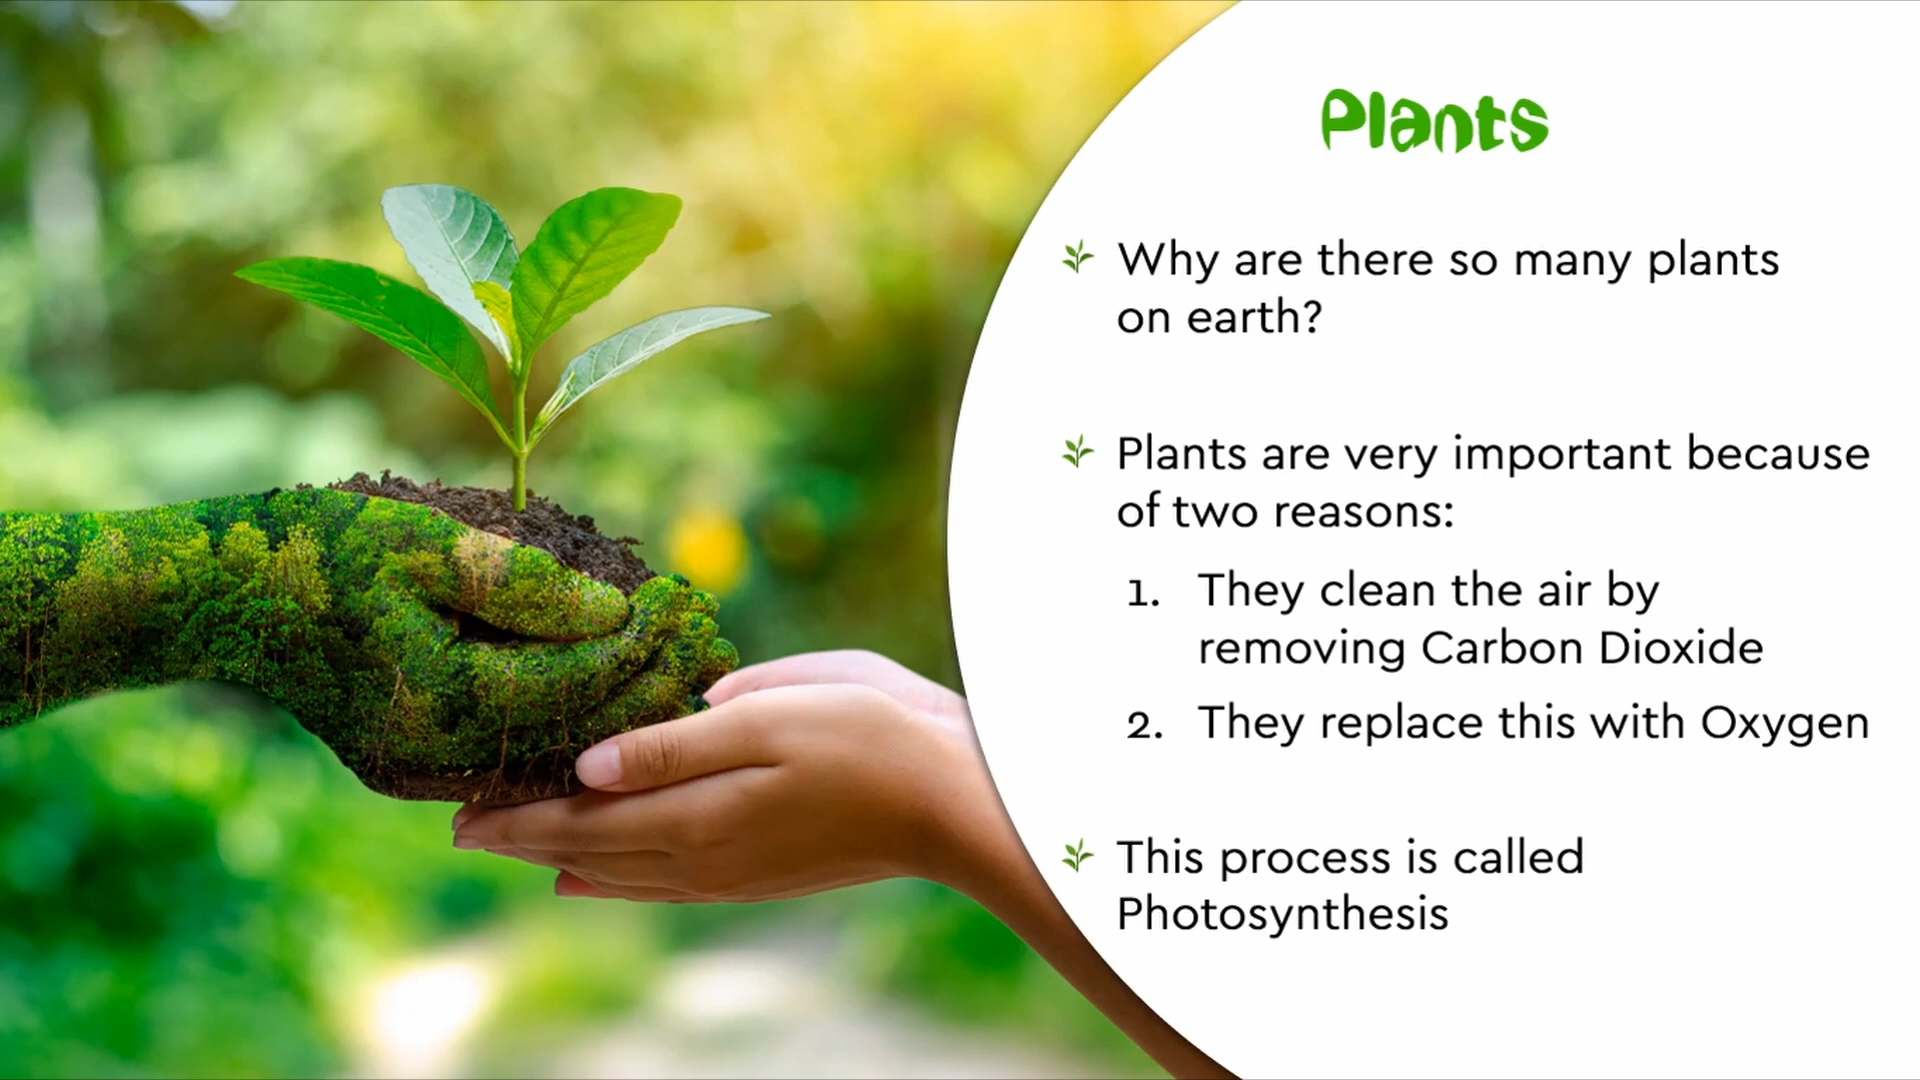 Plants
Why are there so many plants
on earth?
Plants are very important because
of two reasons:
1. They clean the air by
removing Carbon Dioxide
2. They replace this with Oxygen
This process is called
Photosynthesis